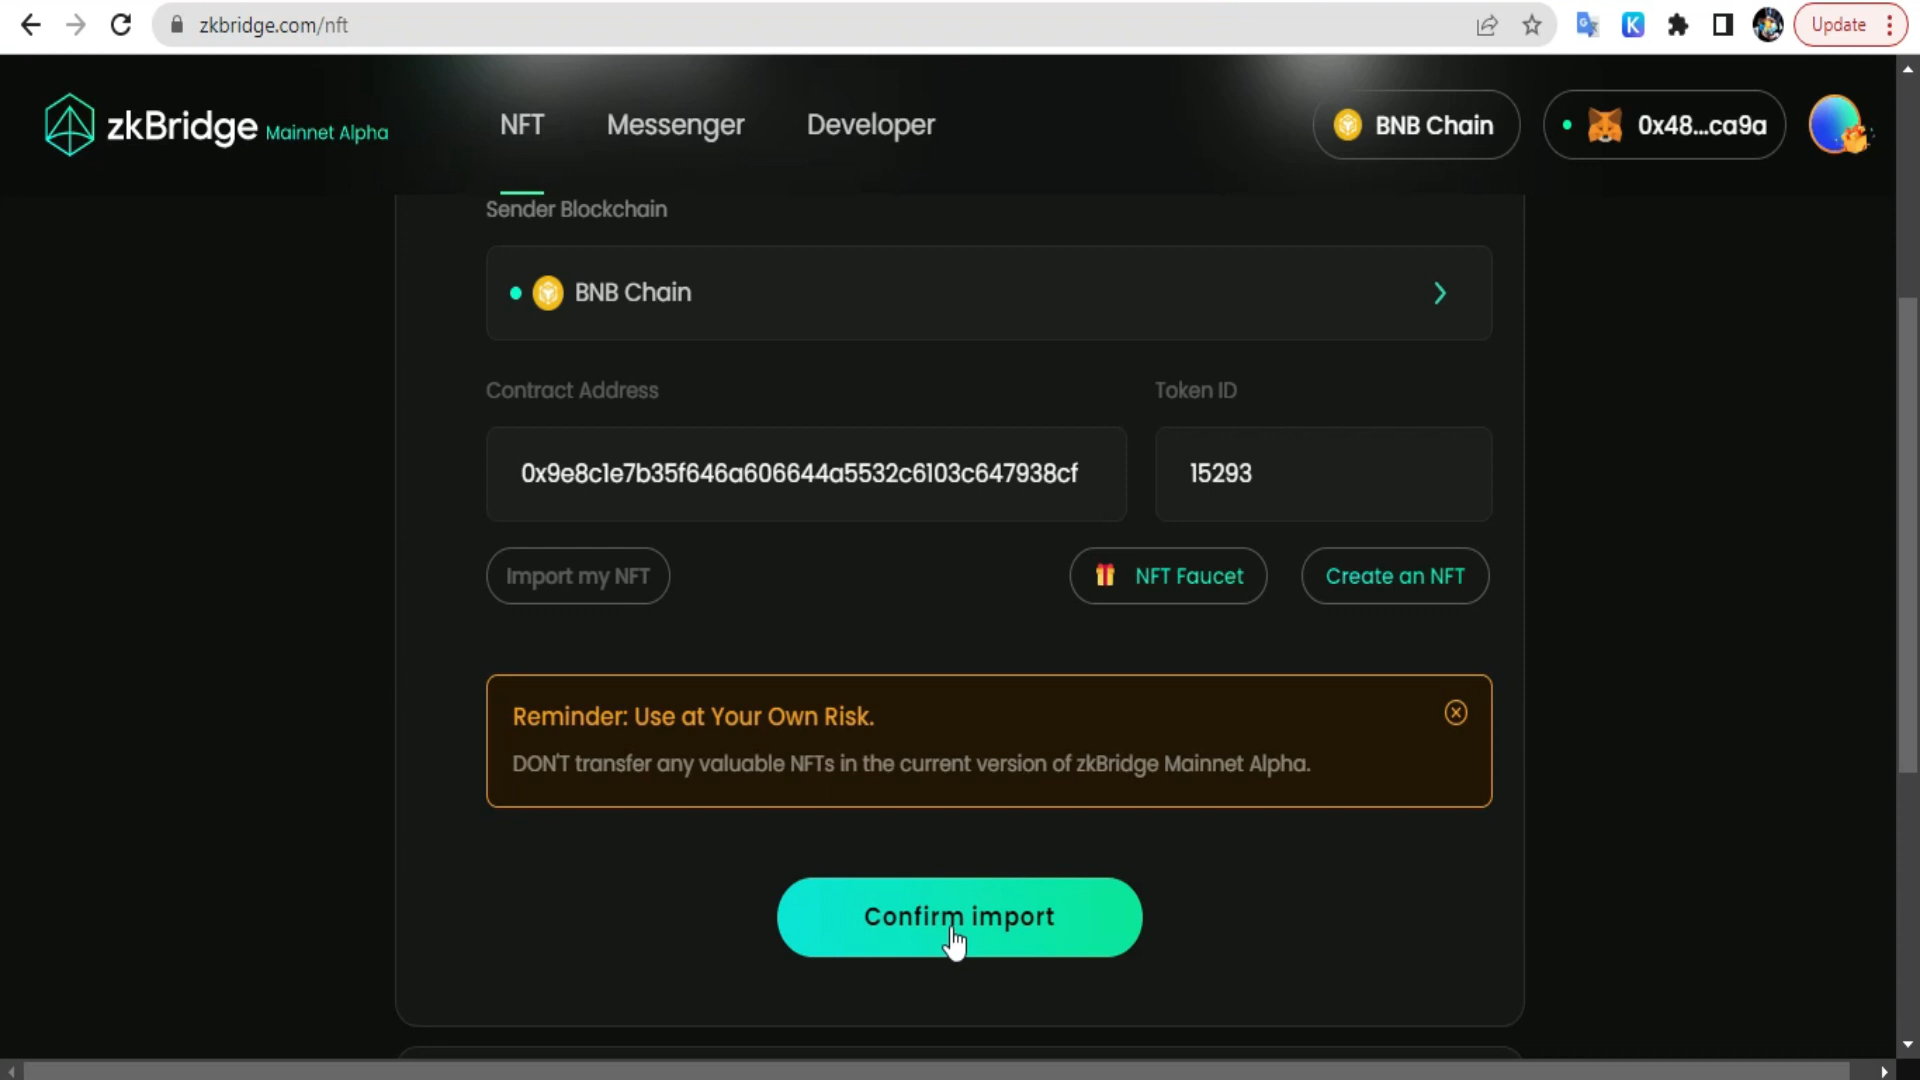 zkbridge.com/nft
Update
zkBridge Mainnet Alpha
NFT
Messenger
Developer
BNB Chain
0x48...ca9a
Sender Blockchain
BNB Chain
Contract Address
Token ID
0x9e8c1e7b35f646a606644a5532c6103c647938cf
15293
Import my NFT
NFT Faucet
Create an NFT
Reminder: Use at Your Own Risk.
DON'T transfer any valuable NFTs in the current version of zkBridge Mainnet Alpha.
Confirm import